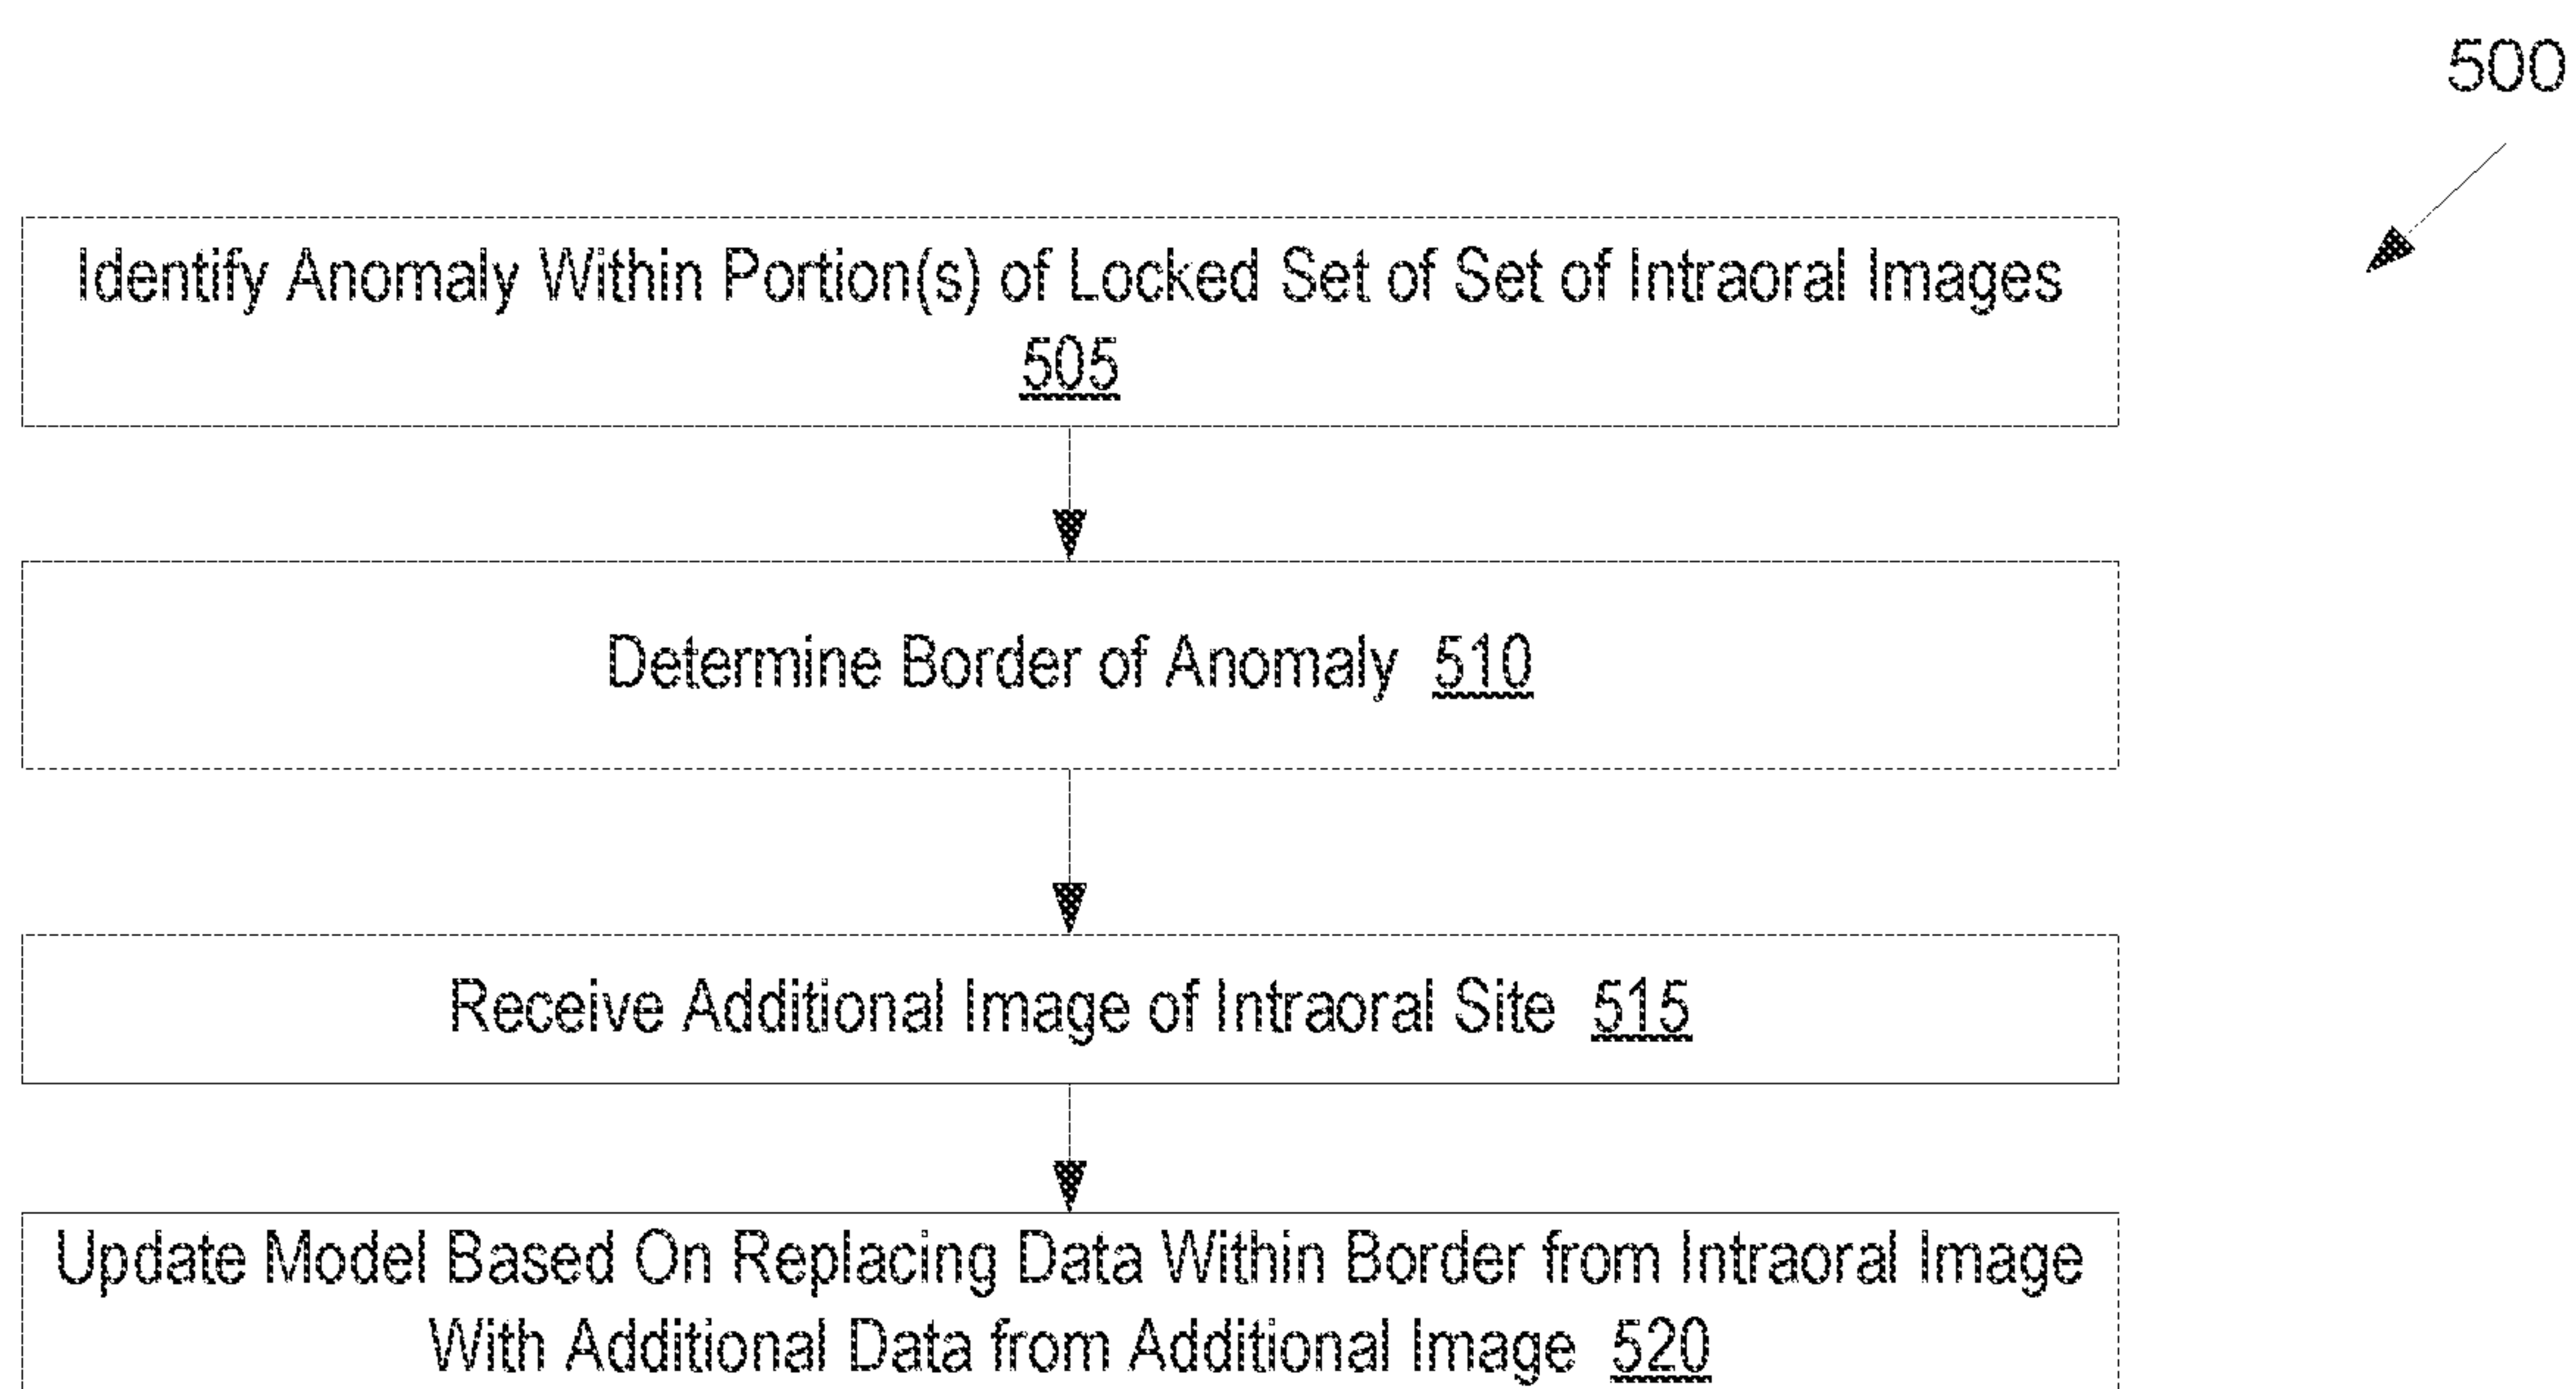 500
Identify Anomaly Within Portion(s) of Locked Set of Set of Intraoral Images
505
Determine Border of Anomaly 510
Receive Additional Image of Intraoral Site 515
Update Model Based On Replacing Data Within Border from Intraoral Image
With Additional Data from Additional Image 520